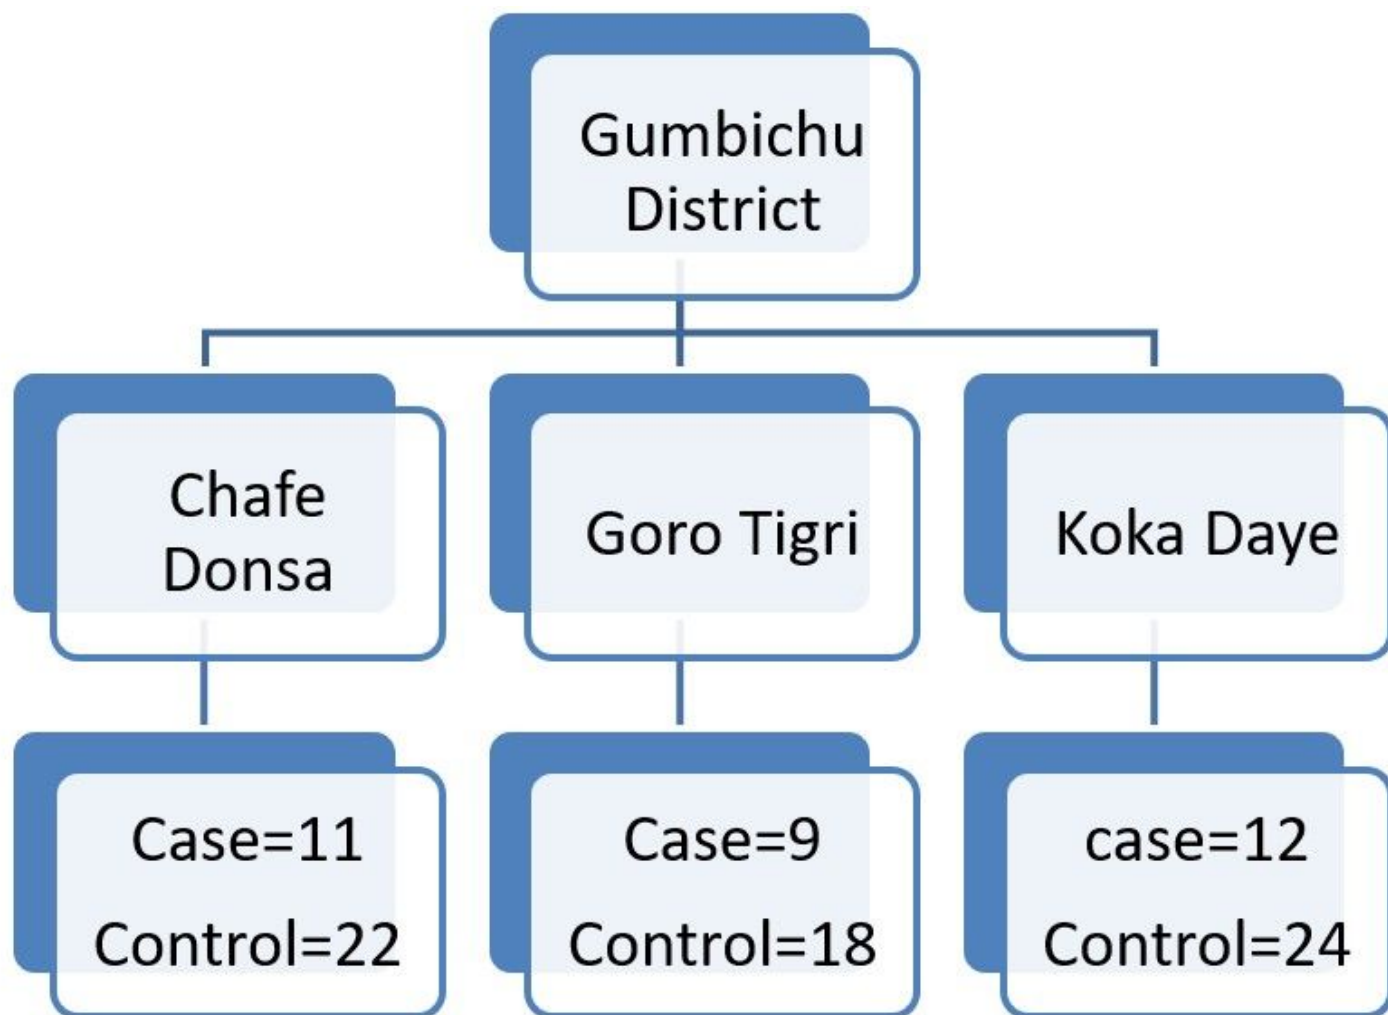 Gumbichu
District
Chafe
Donsa
Goro Tigri
Koka Daye
Case=11
Control=22
Case=9
Control=18
case=12
Control=24